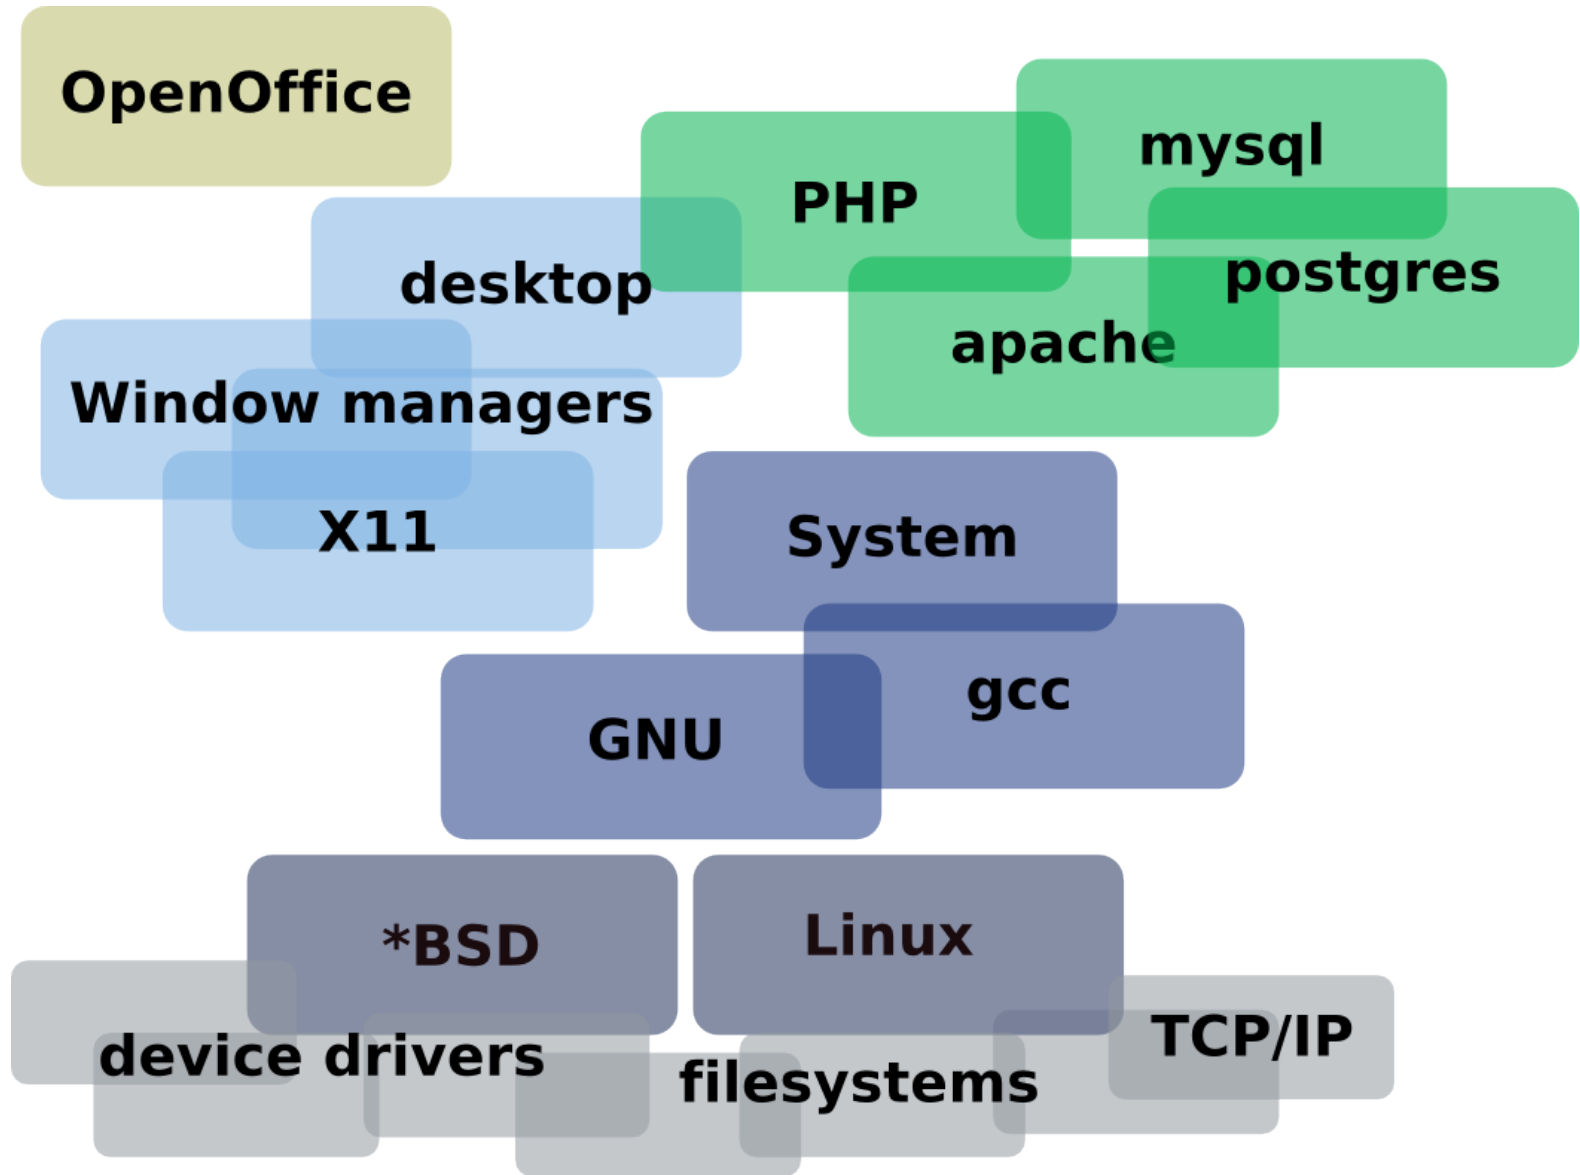 OpenOffice
mysql
PHP
postgres
desktop
apache
Window managers
X11
System
gcc
GNU
*BSD
Linux
TCP/IP
device drivers
filesystems